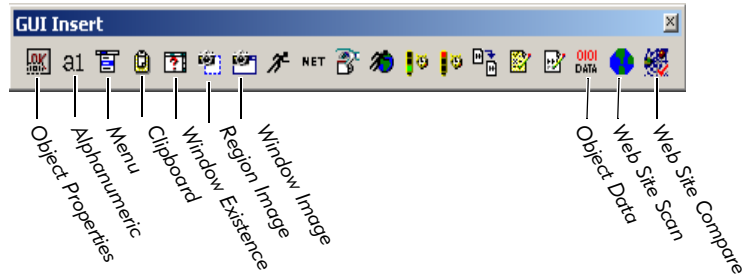 GUI Insert
OK
a1
NET
0101
DATA
Object Properties
Alphanumeric
Menu
Clipboard
Window Existence
Region Image
Window Image
Object Data
Web Site Scan
Web Site Compare